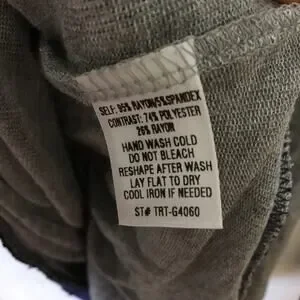 SELF: 95% RAYON/5%SPANDEX
CONTRAST: 74% POLYESTER
26% RAYON
HAND WASH COLD
DO NOT BLEACH
RESHAPE AFTER WASH
LAY FLAT TO DRY
COOL IRON IF NEEDED
ST# TRT-G4060